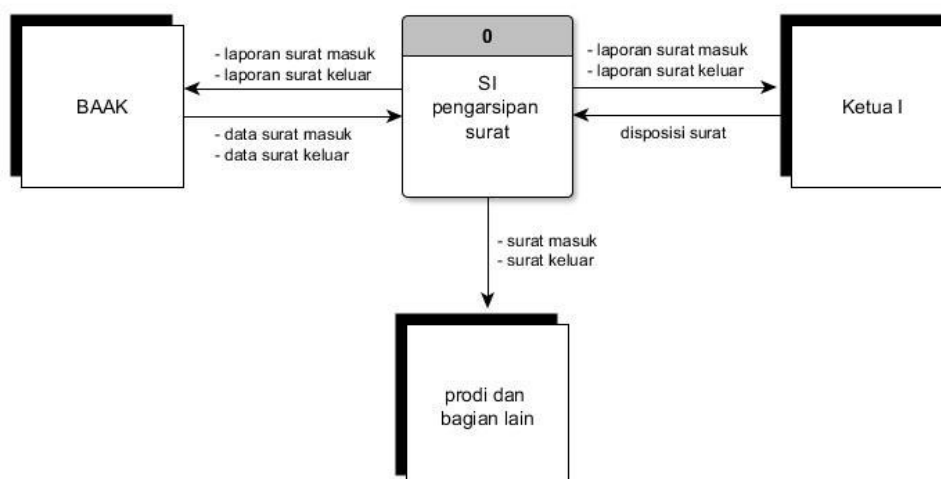 BAAK
- laporan surat masuk
- laporan surat keluar
- data surat masuk
- data surat keluar
0
SI
pengarsipan
surat
- laporan surat masuk
- laporan surat keluar
disposisi surat
Ketua I
- surat masuk
- surat keluar
prodi dan
bagian lain